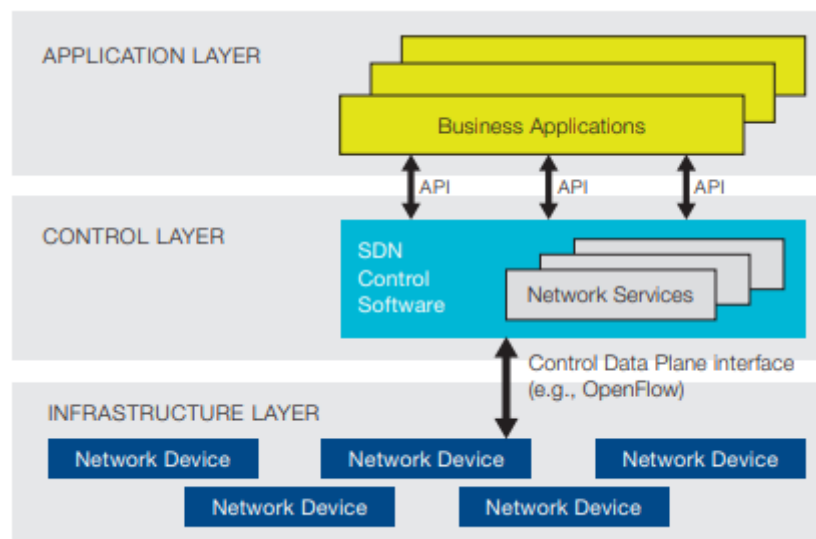 APPLICATION LAYER
Business Applications
API
API
API
CONTROL LAYER
SDN
Control
Software
Network Services
Control Data Plane interface
(e.g., OpenFlow)
INFRASTRUCTURE LAYER
Network Device
Network Device
Network Device
Network Device
Network Device